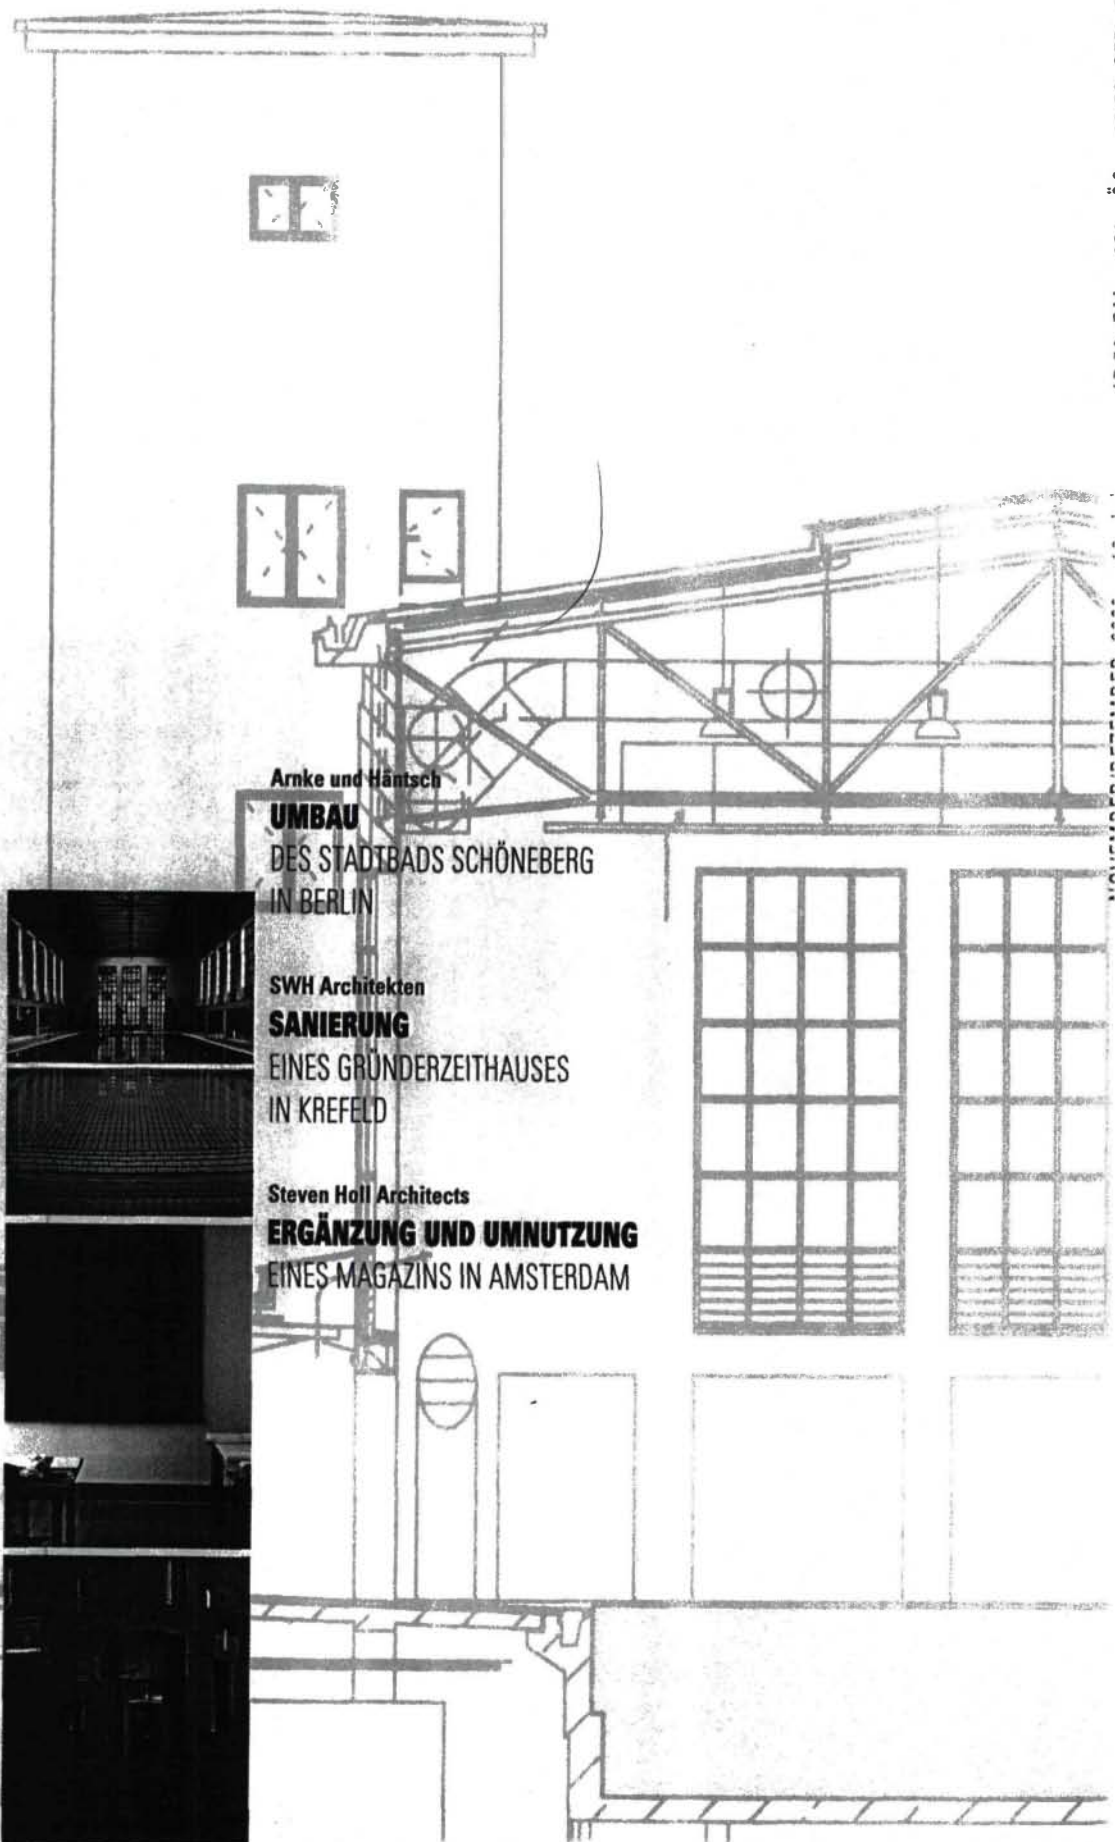 Arnke und Häntsch
UMBAU
DES STADTBADS SCHÖNEBERG
IN BERLIN
SWH Architekten
SANIERUNG
EINES GRÜNDERZEITHAUSES
IN KREFELD
Steven Holl Architects
ERGÄNZUNG UND UMNUTZUNG
EINES MAGAZINS IN AMSTERDAM